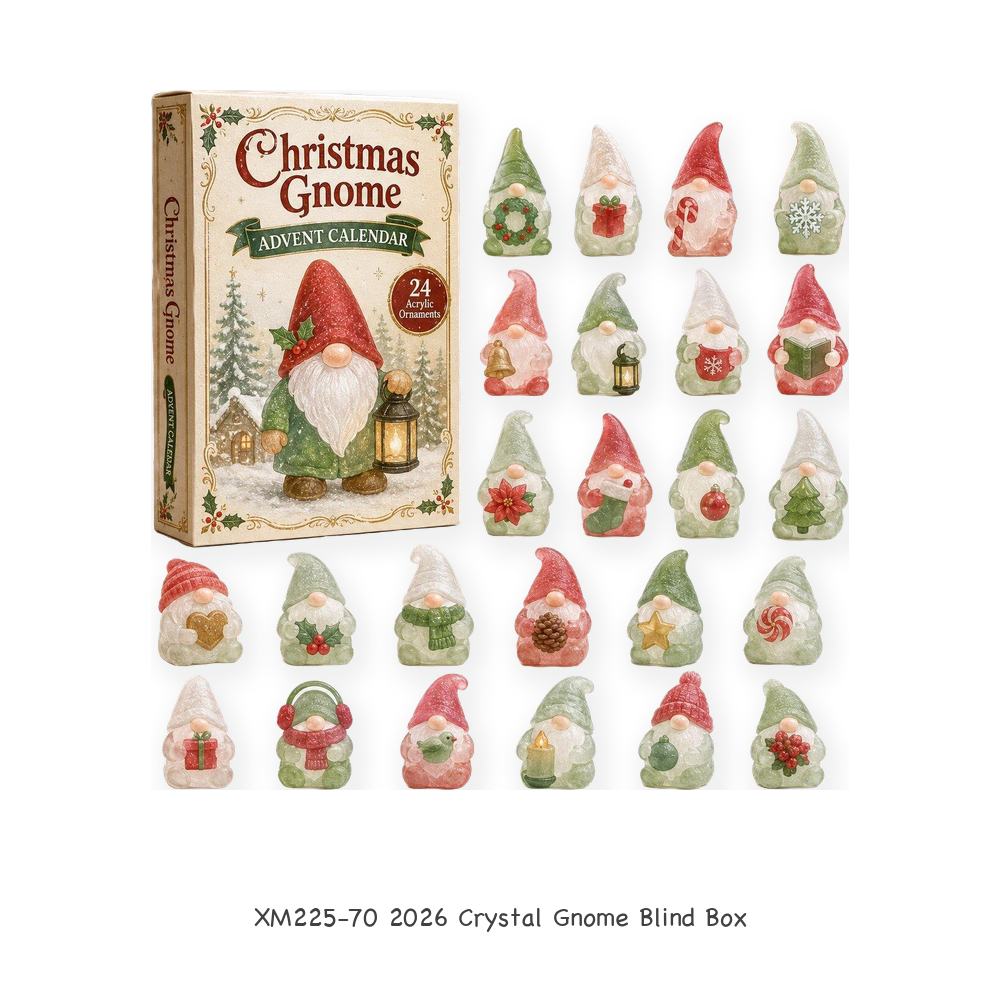 Christmas
Gnome
ADVENT CALENDAR
24
Acrylic
Ornaments
Christmas Gnome
ADVENT CALENDAR
XM225-70 2026 Crystal Gnome Blind Box